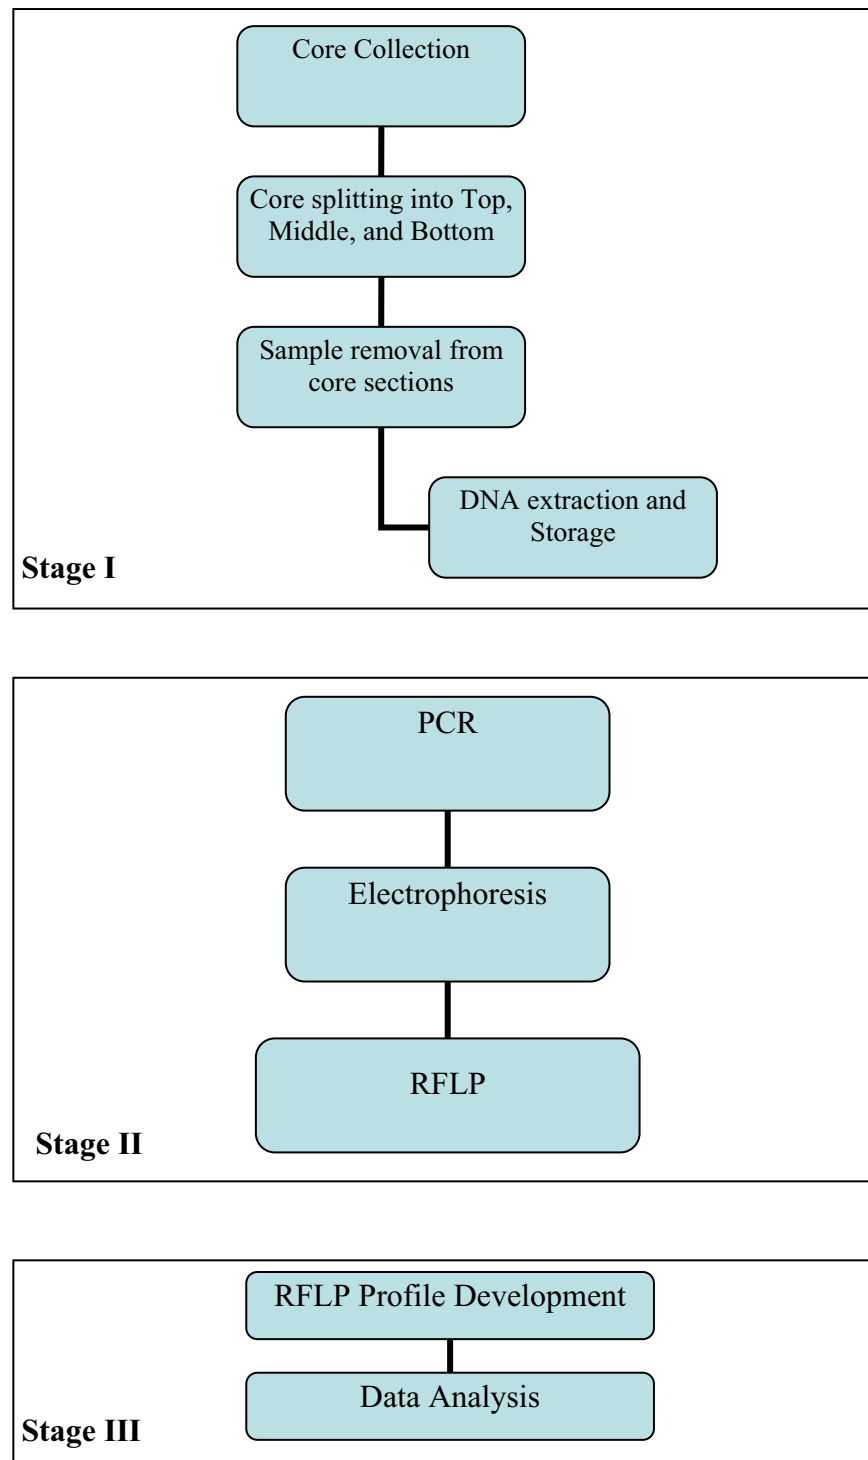 Core Collection
Core splitting into Top,
Middle, and Bottom
Sample removal from
core sections
DNA extraction and
Storage
Stage I
PCR
Electrophoresis
RFLP
Stage II
RFLP Profile Development
Data Analysis
Stage III